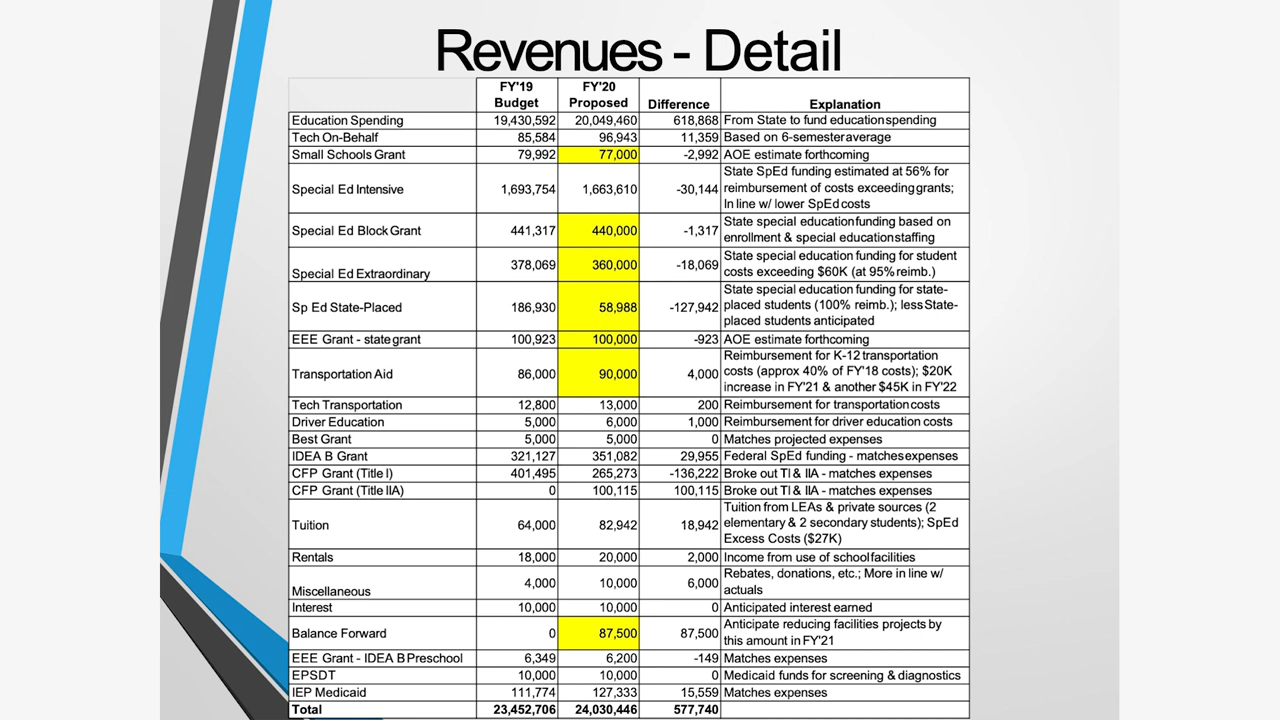 Revenues - Detail
FY'19 Budget FY'20 Proposed Difference Explanation
Education Spending 19,430,592 20,049,460 618,868 From State to fund education spending
Tech On-Behalf 85,584 96,943 11,359 Based on 6-semester average
Small Schools Grant 79,992 77,000 -2,992 AOE estimate forthcoming
Special Ed Intensive 1,693,754 1,663,610 -30,144 State SpEd funding estimated at 56% for
reimbursement of costs exceeding grants;
In line w/ lower SpEd costs
Special Ed Block Grant 441,317 440,000 -1,317 State special education funding based on
enrollment & special education staffing
Special Ed Extraordinary 378,069 360,000 -18,069 State special education funding for student
costs exceeding $60K (at 95% reimb.)
Sp Ed State-Placed 186,930 58,988 -127,942 State special education funding for state-
placed students (100% reimb.); less State-
placed students anticipated
EEE Grant - state grant 100,923 100,000 -923 AOE estimate forthcoming
Transportation Aid 86,000 90,000 4,000 Reimbursement for K-12 transportation
costs (approx 40% of FY'18 costs); $20K
increase in FY'21 & another $45K in FY'22
Tech Transportation 12,800 13,000 200 Reimbursement for transportation costs
Driver Education 5,000 6,000 1,000 Reimbursement for driver education costs
Best Grant 5,000 5,000 0 Matches projected expenses
IDEA B Grant 321,127 351,082 29,955 Federal SpEd funding - matches expenses
CFP Grant (Title I) 401,495 265,273 -136,222 Broke out TI & IIA - matches expenses
CFP Grant (Title IIA) 0 100,115 100,115 Broke out TI & IIA - matches expenses
Tuition 64,000 82,942 18,942 Tuition from LEAs & private sources (2
elementary & 2 secondary students); SpEd
Excess Costs ($27K)
Rentals 18,000 20,000 2,000 Income from use of school facilities
Miscellaneous 4,000 10,000 6,000 Rebates, donations, etc.; More in line w/
actuals
Interest 10,000 10,000 0 Anticipated interest earned
Balance Forward 0 87,500 87,500 Anticipate reducing facilities projects by
this amount in FY'21
EEE Grant - IDEA B Preschool 6,349 6,200 -149 Matches expenses
EPSDT 10,000 10,000 0 Medicaid funds for screening & diagnostics
IEP Medicaid 111,774 127,333 15,559 Matches expenses
Total 23,452,706 24,030,446 577,740